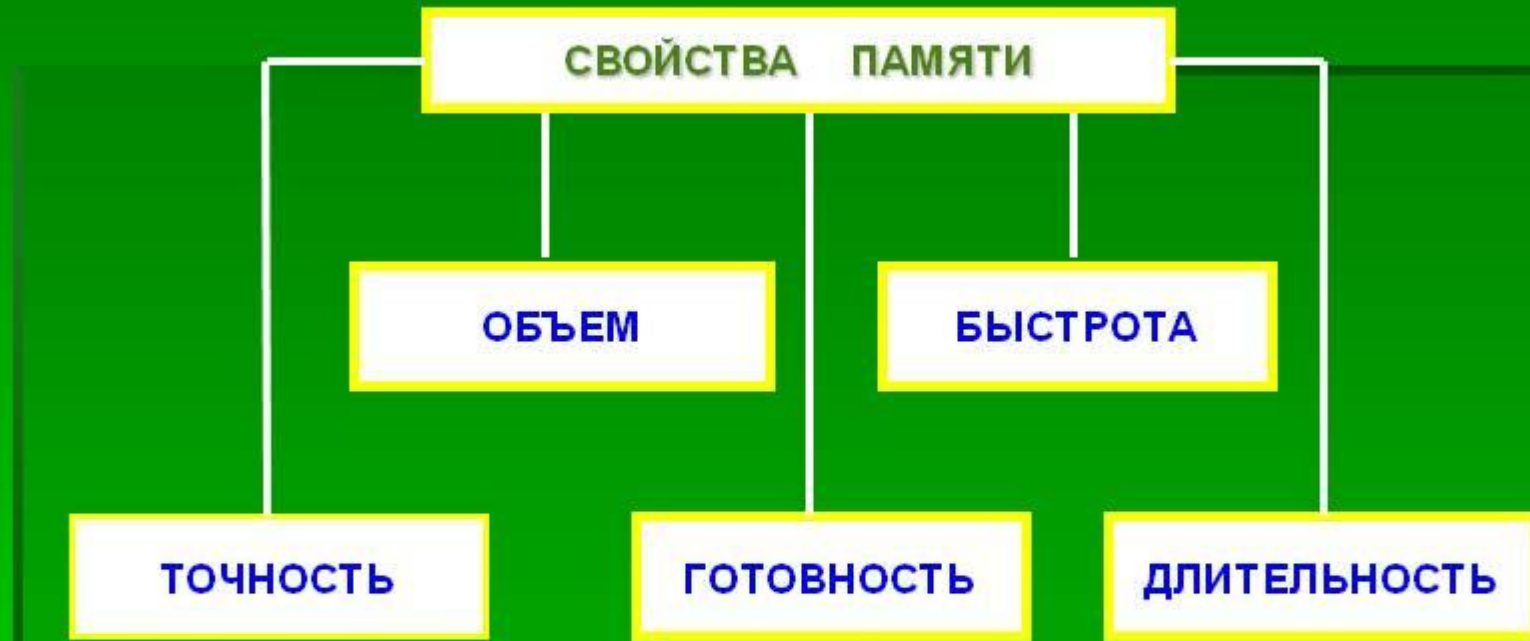 СВОЙСТВА ПАМЯТИ
ОБЪЕМ
БЫСТРОТА
ТОЧНОСТЬ
ГОТОВНОСТЬ
ДЛИТЕЛЬНОСТЬ